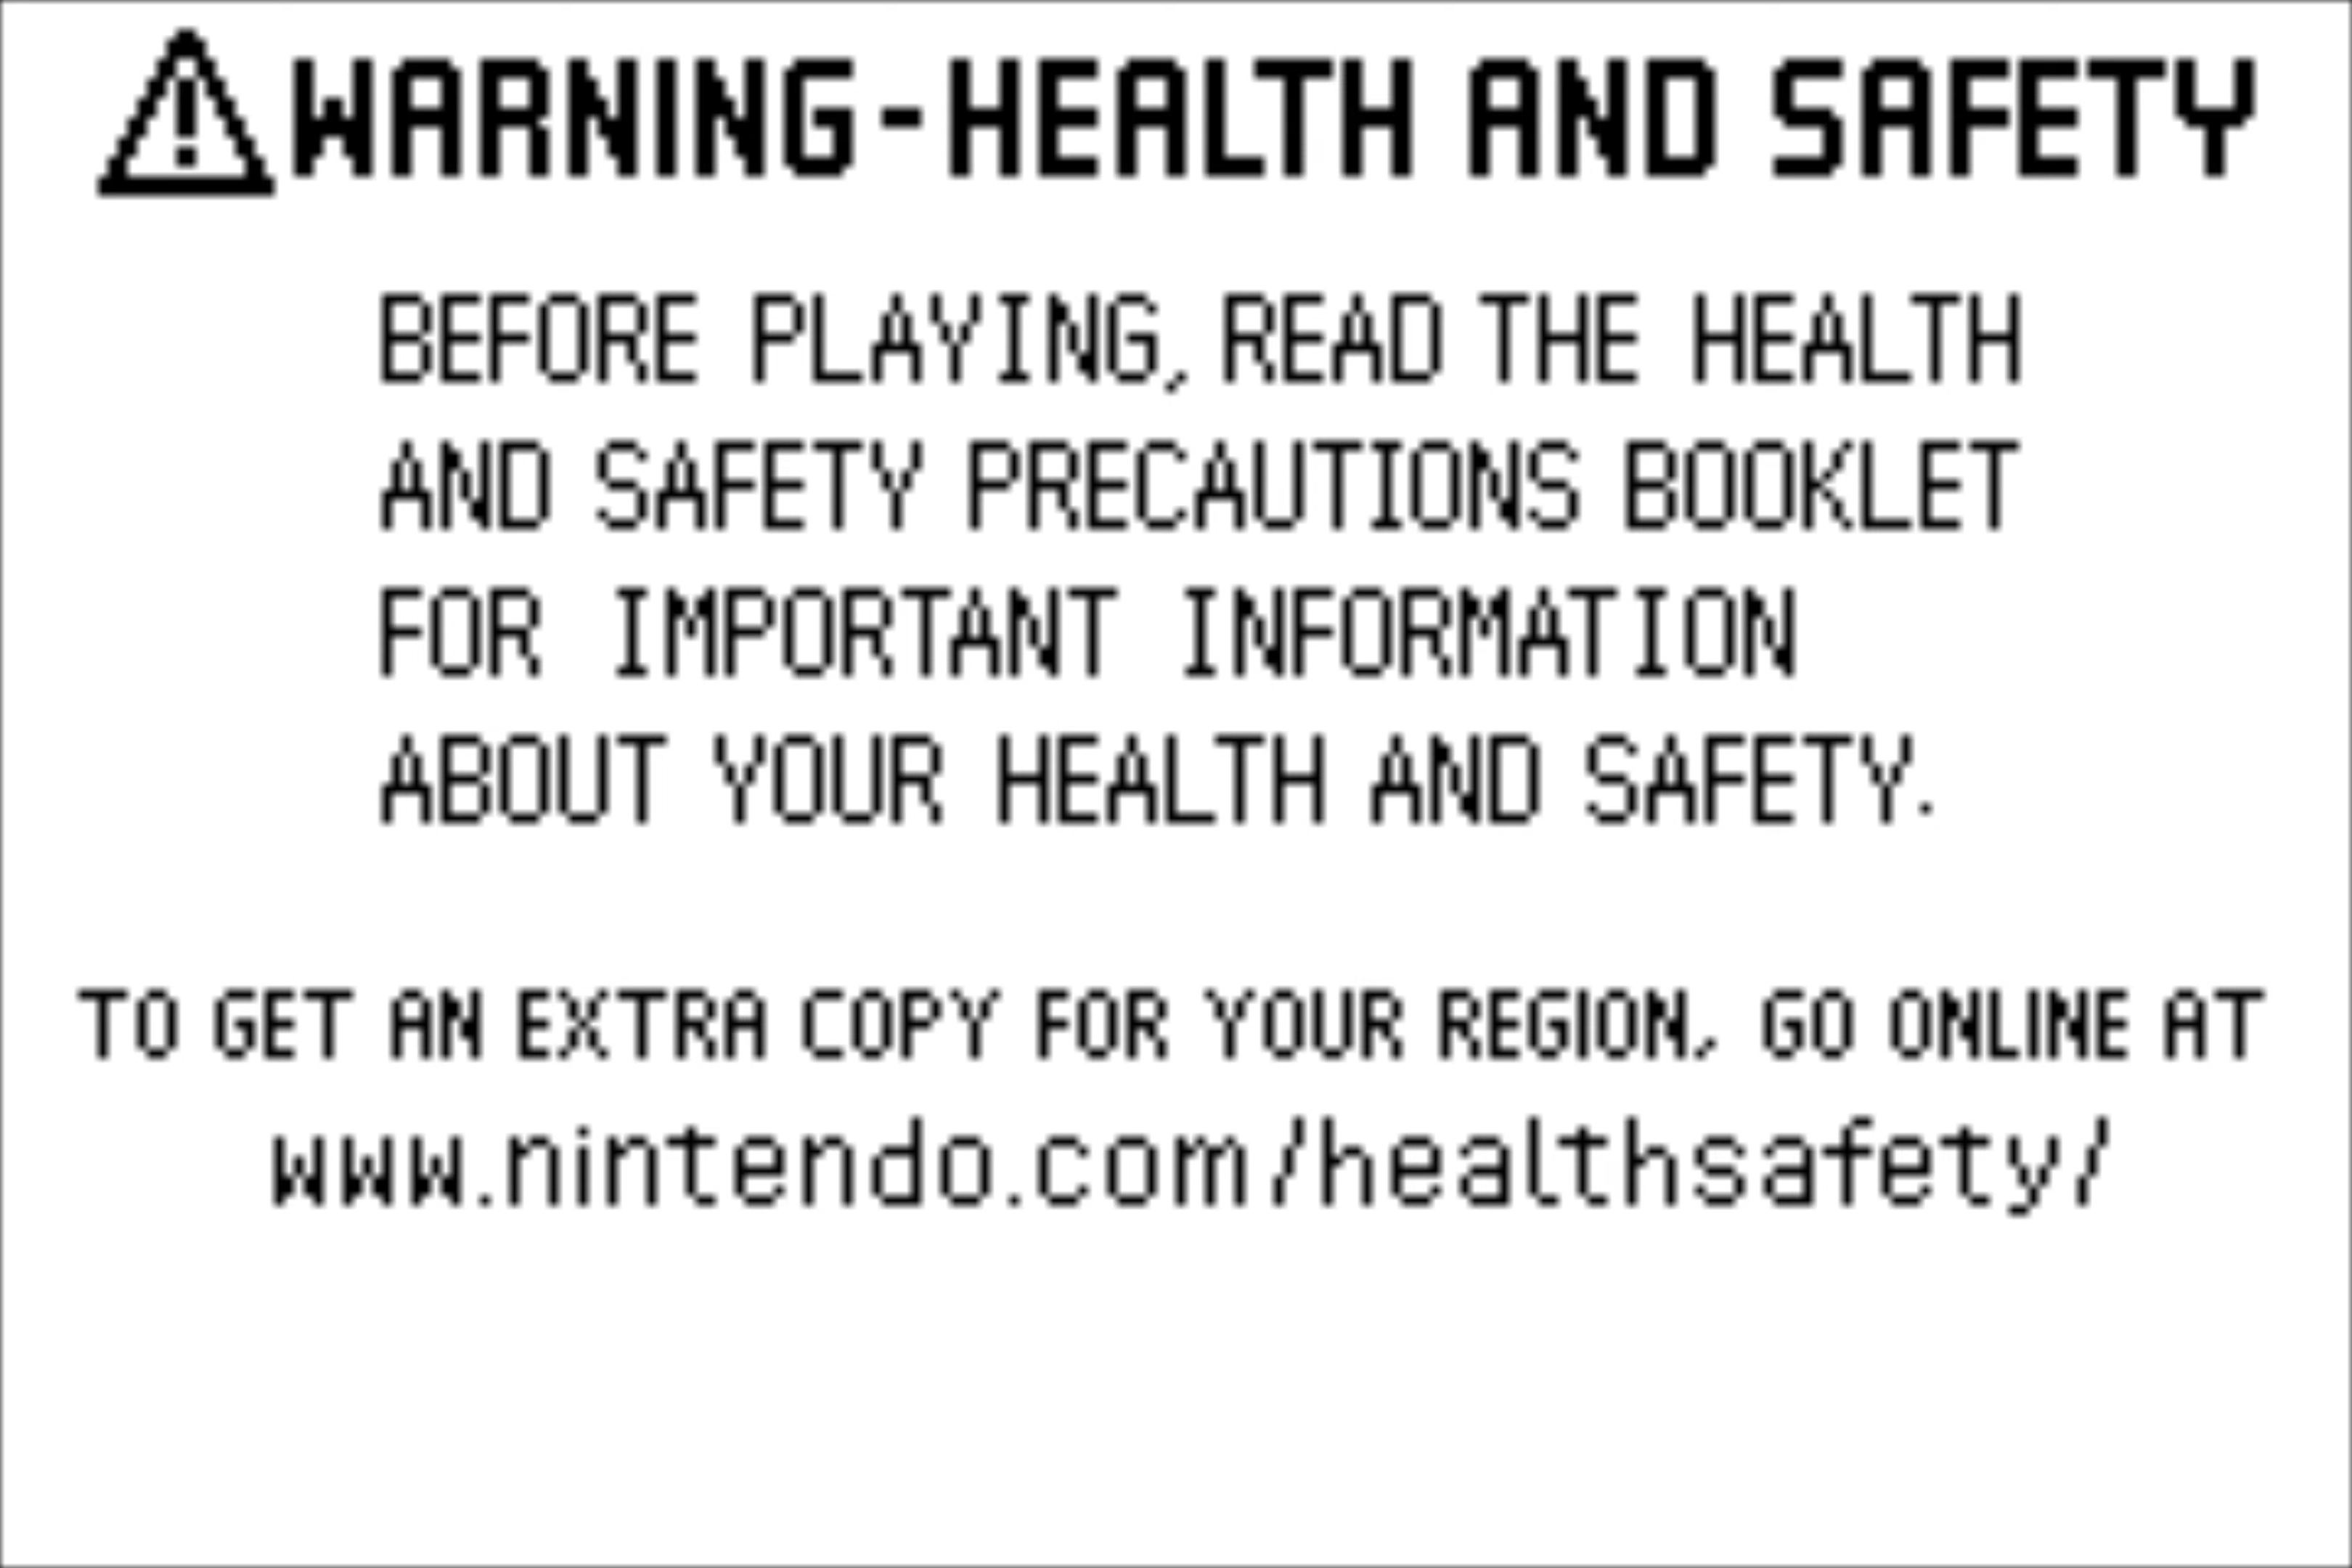 ⚠WARNING-HEALTH AND SAFETY
BEFORE PLAYING, READ THE HEALTH
AND SAFETY PRECAUTIONS BOOKLET
FOR IMPORTANT INFORMATION
ABOUT YOUR HEALTH AND SAFETY.
TO GET AN EXTRA COPY FOR YOUR REGION, GO ONLINE AT
www.nintendo.com/healthsafety/